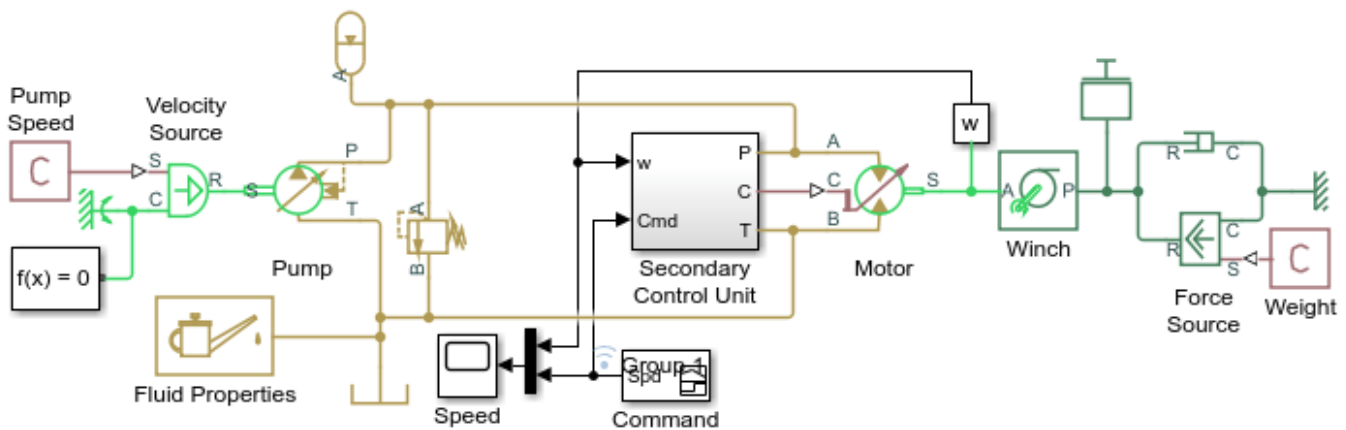 Pump
Speed
C
S
Velocity
Source
C
R
f(x) = 0
S
P
T
Pump
A
A
B
Fluid Properties
Speed
w
Cmd
P
C
T
Secondary
Control Unit
Group 1
Spd
Command
A
C
B
S
Motor
w
A
P
Winch
R
C
R
C
S
Force
Source
C
Weight